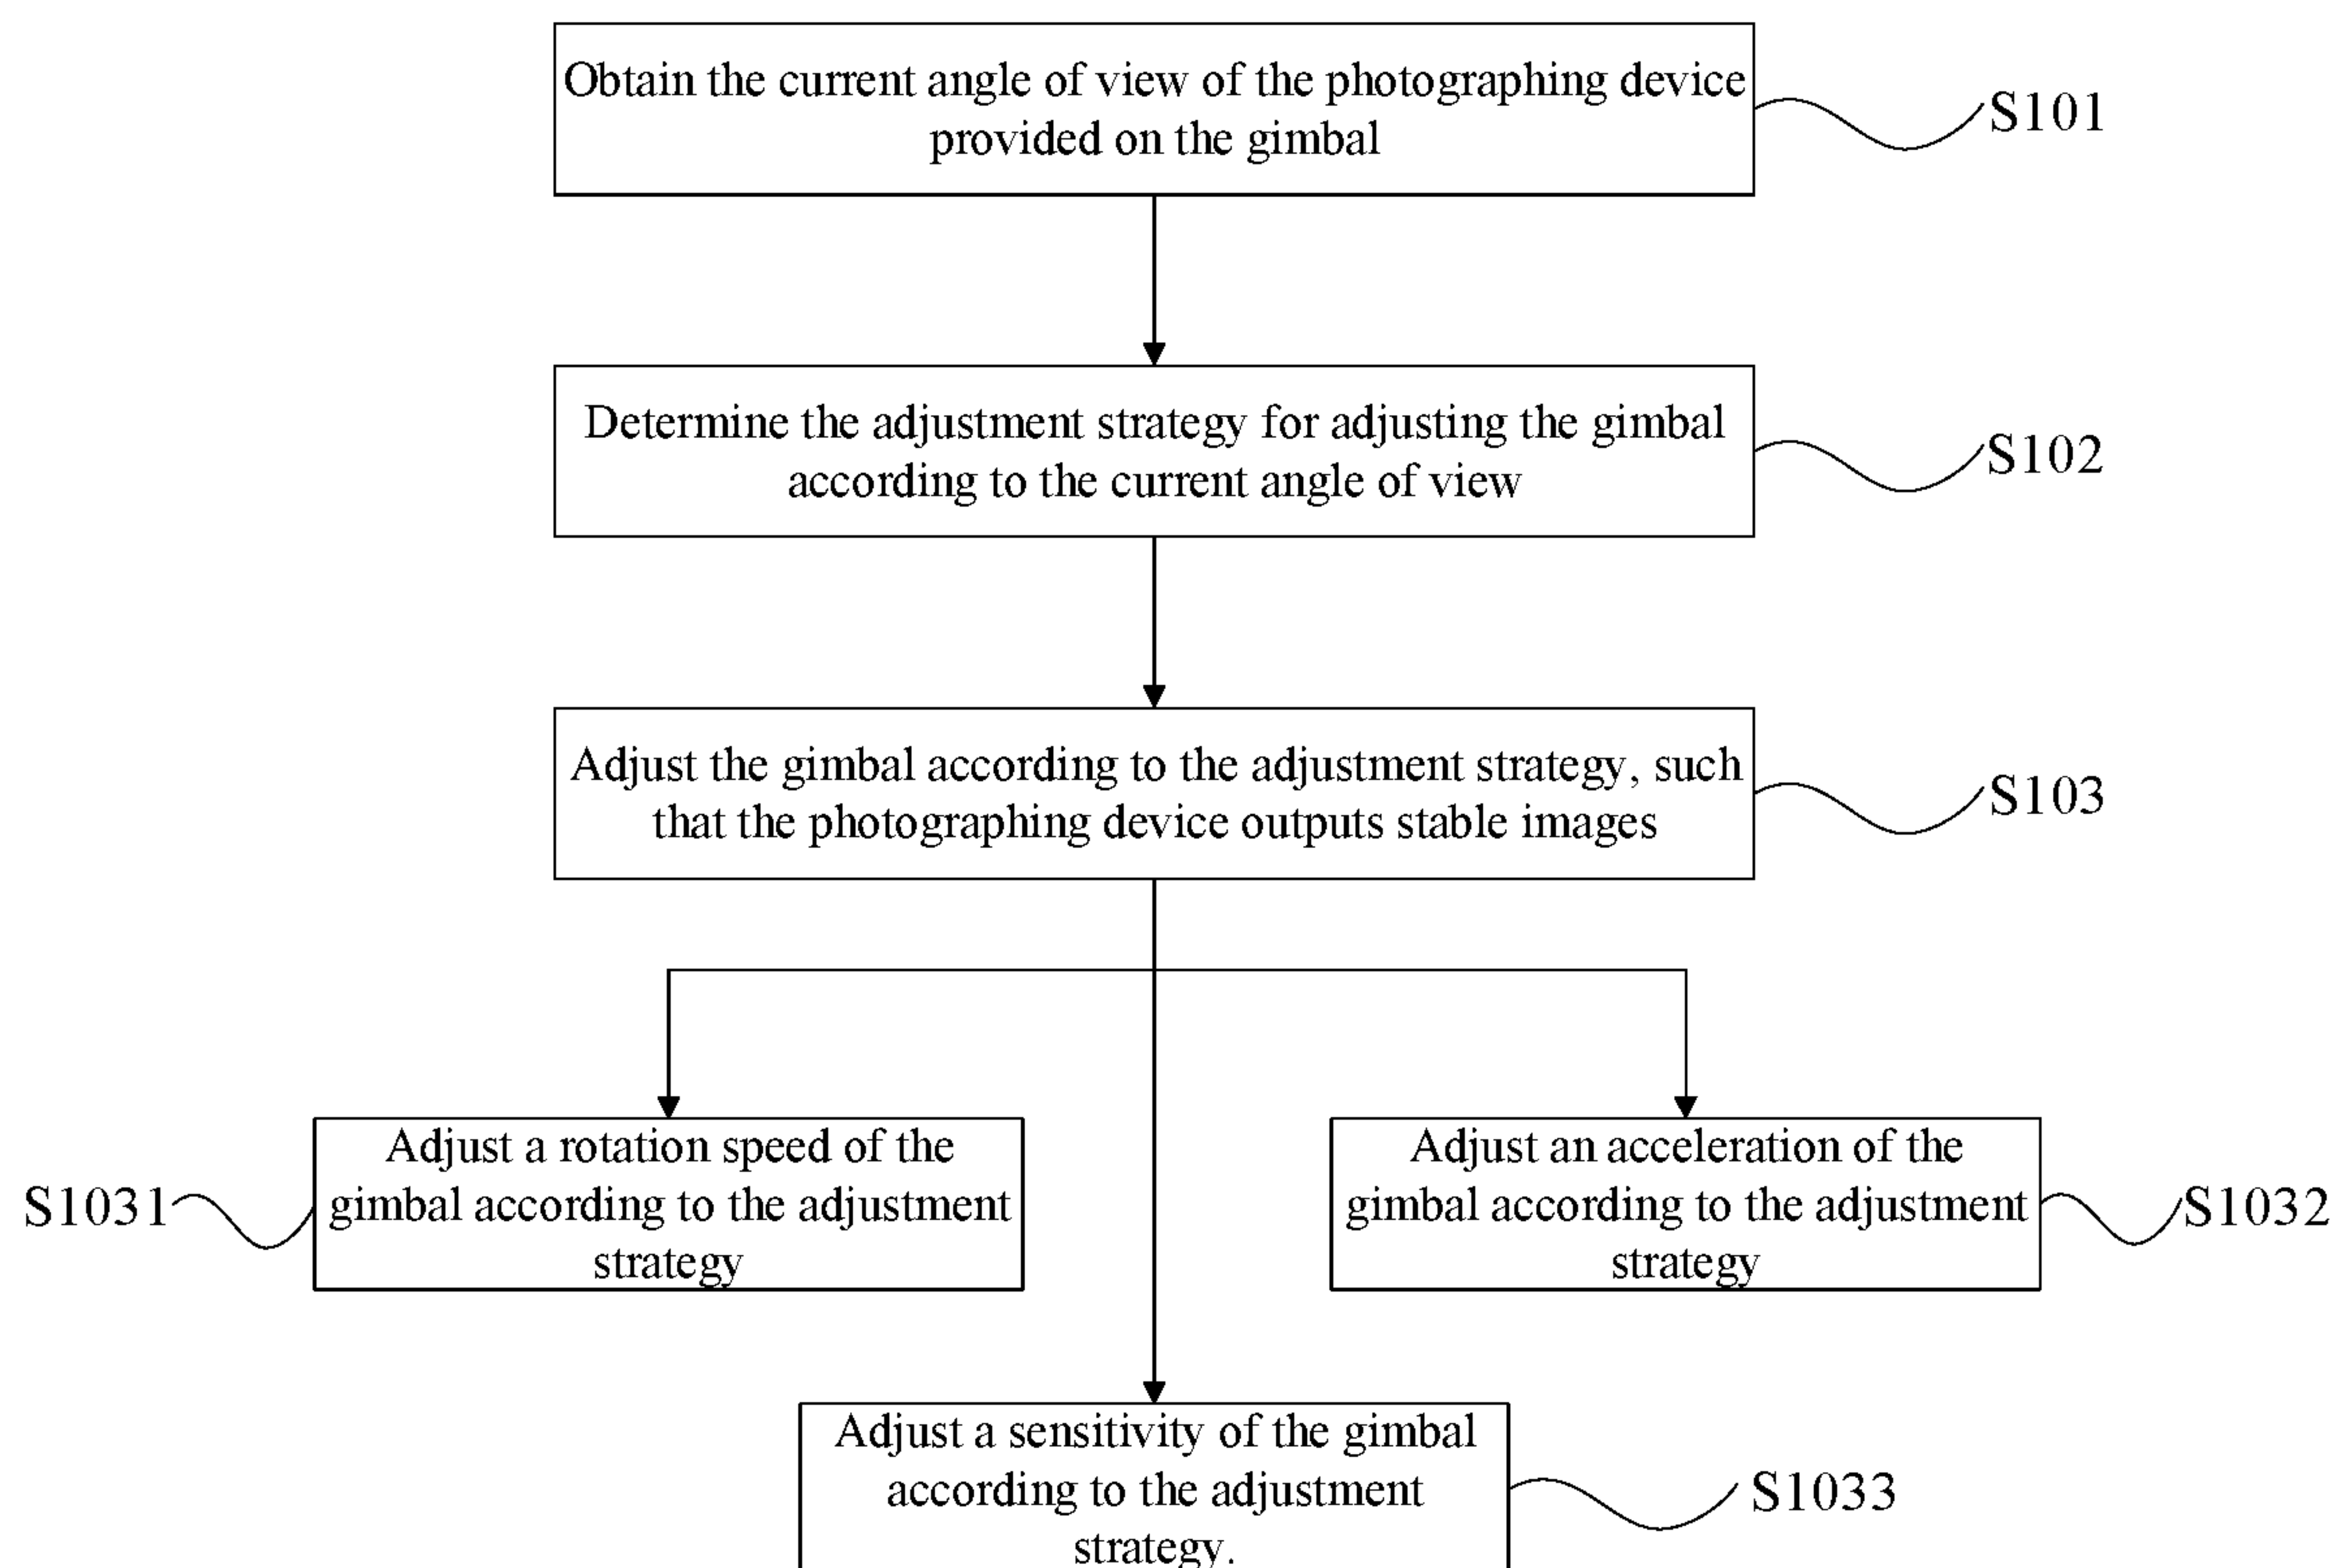 Obtain the current angle of view of the photographing device
provided on the gimbal
S101
Determine the adjustment strategy for adjusting the gimbal
according to the current angle of view
S102
Adjust the gimbal according to the adjustment strategy, such
that the photographing device outputs stable images
S103
S1031
Adjust a rotation speed of the
gimbal according to the adjustment
strategy
Adjust an acceleration of the
gimbal according to the adjustment
strategy
S1032
Adjust a sensitivity of the gimbal
according to the adjustment
strategy.
S1033